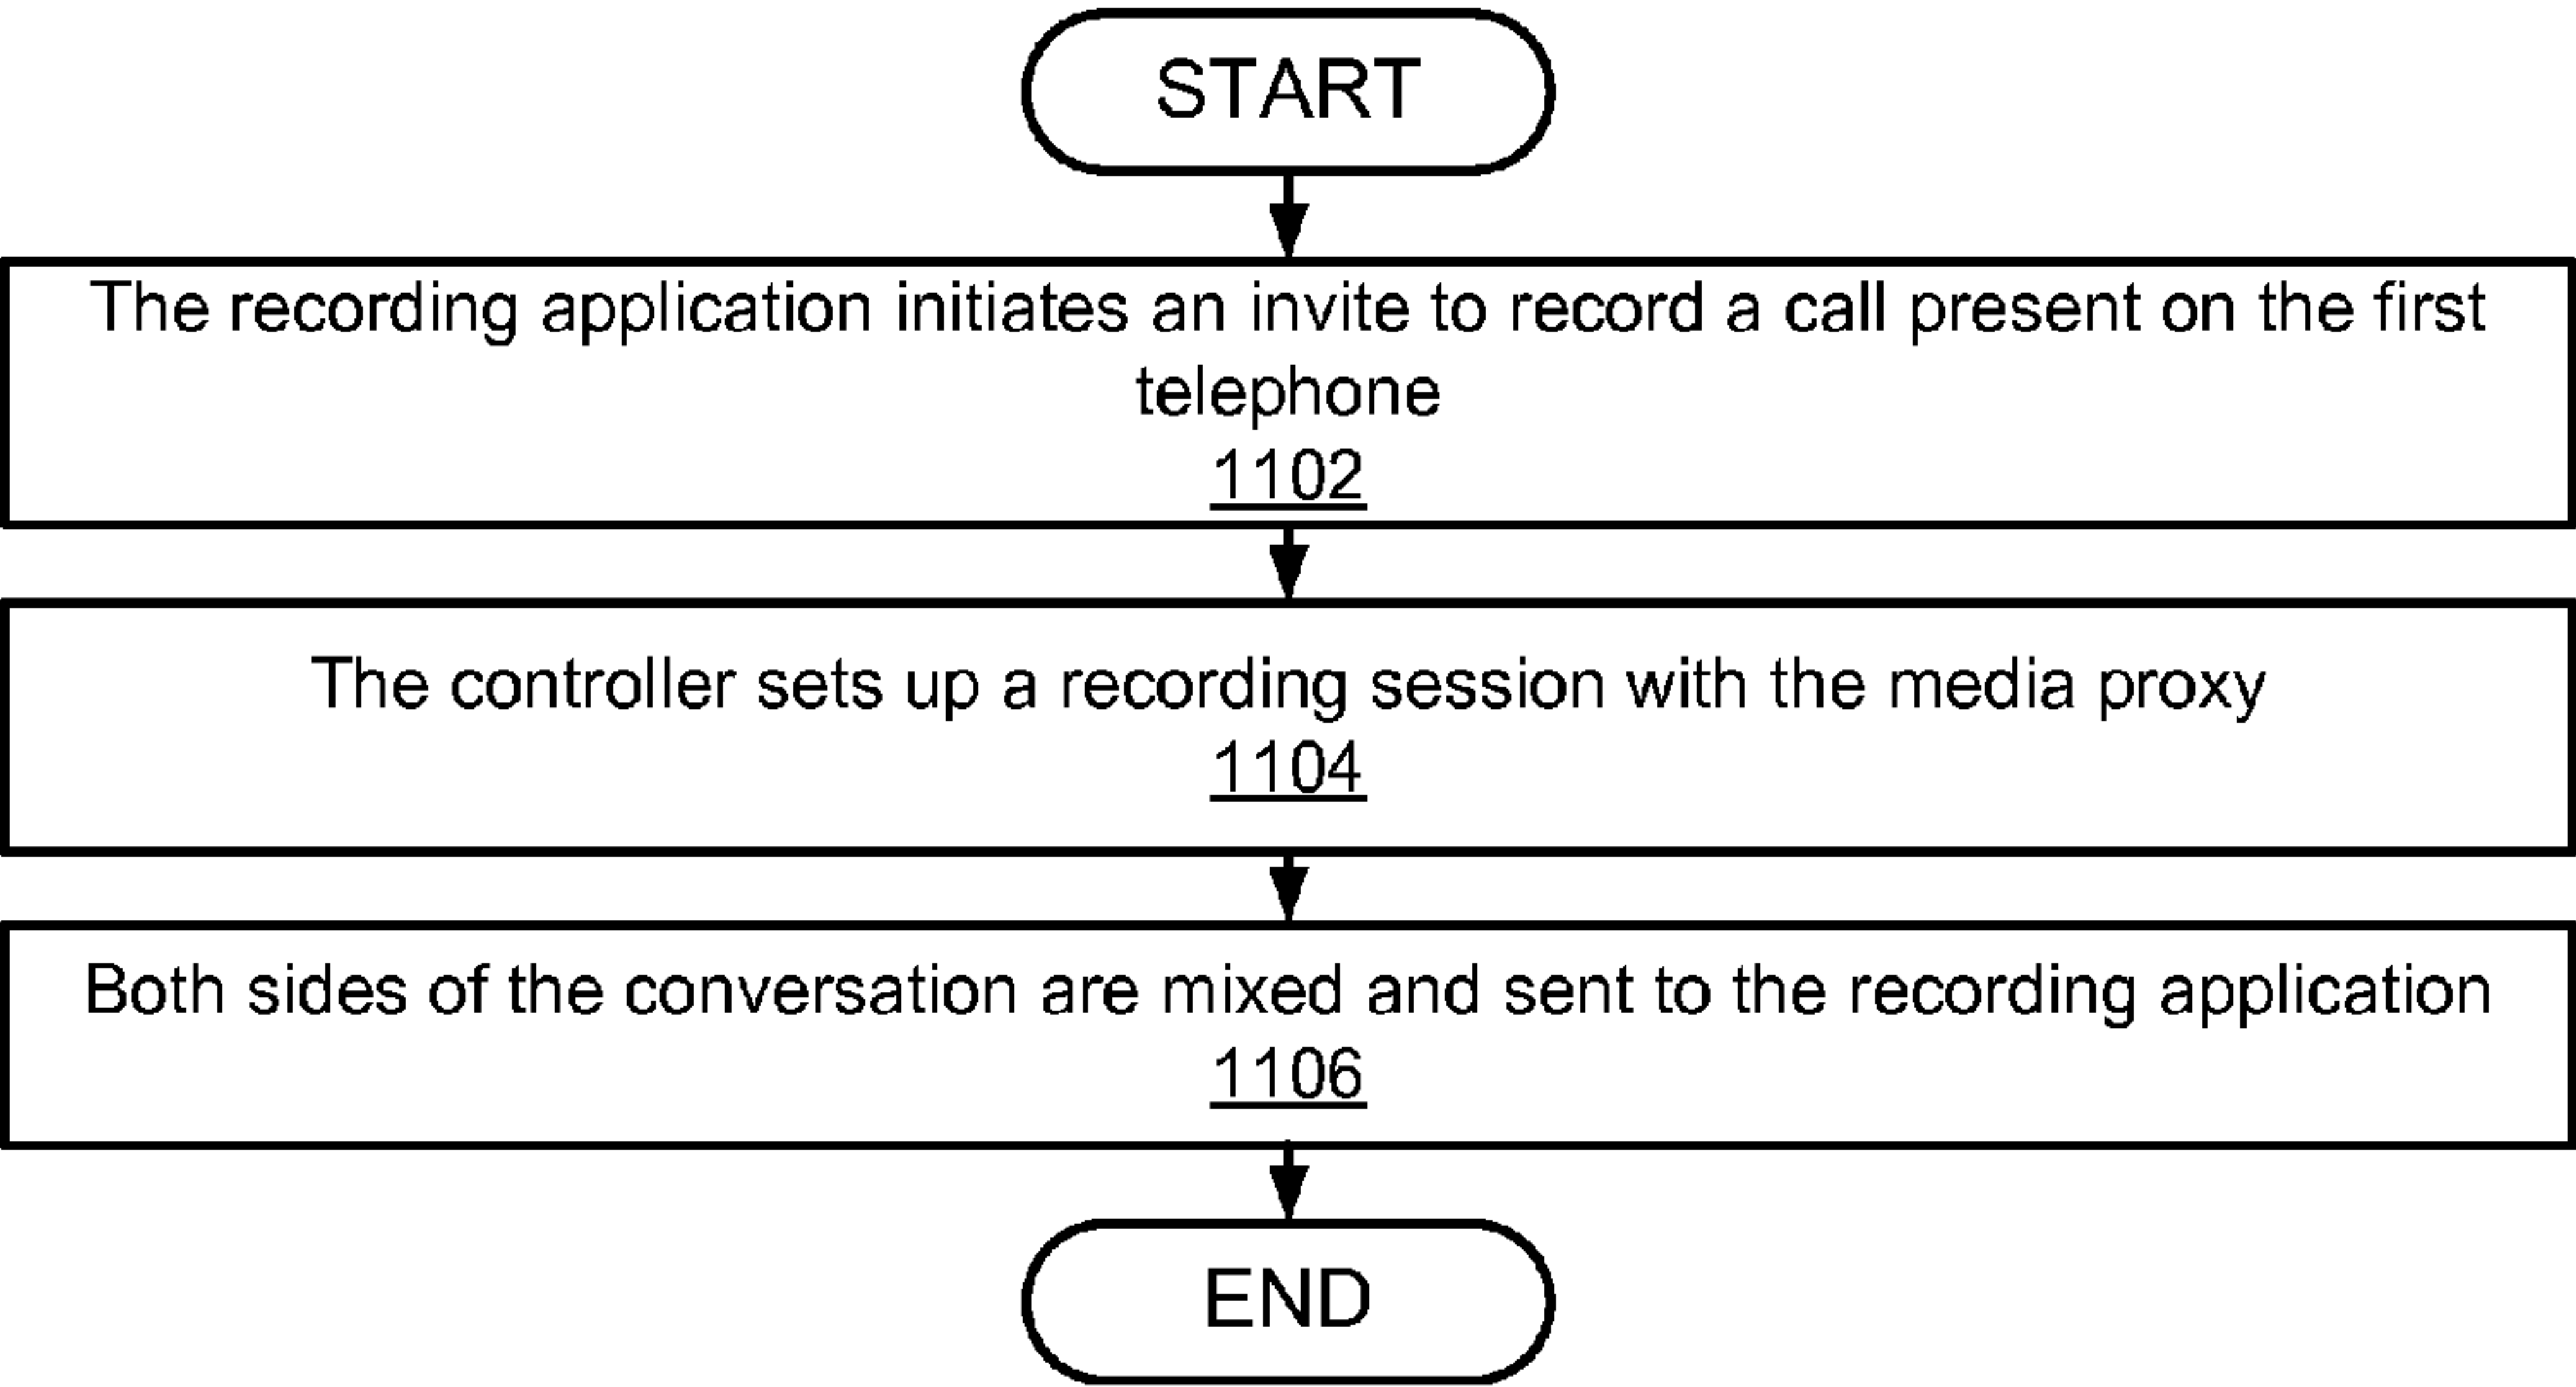 START
The recording application initiates an invite to record a call present on the first
telephone
1102
The controller sets up a recording session with the media proxy
1104
Both sides of the conversation are mixed and sent to the recording application
1106
END